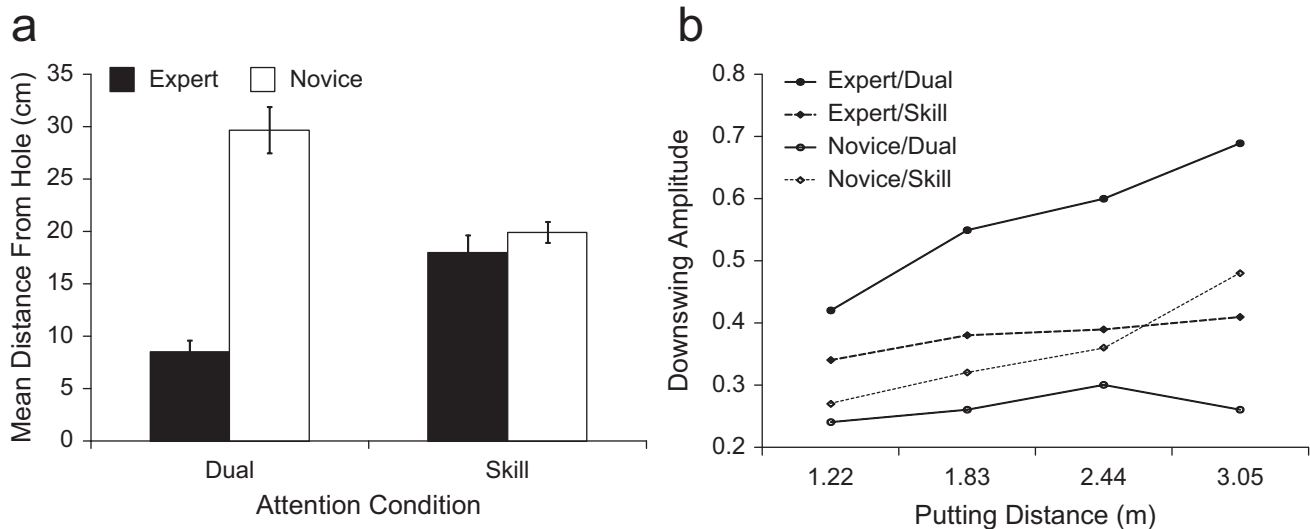 a
35
30
25
20
15
10
5
0
Mean Distance From Hole (cm)
Expert Novice
Dual Skill
Attention Condition
b
0.8
0.7
0.6
0.5
0.4
0.3
0.2
Downswing Amplitude
Expert/Dual
Expert/Skill
Novice/Dual
Novice/Skill
1.22 1.83 2.44 3.05
Putting Distance (m)